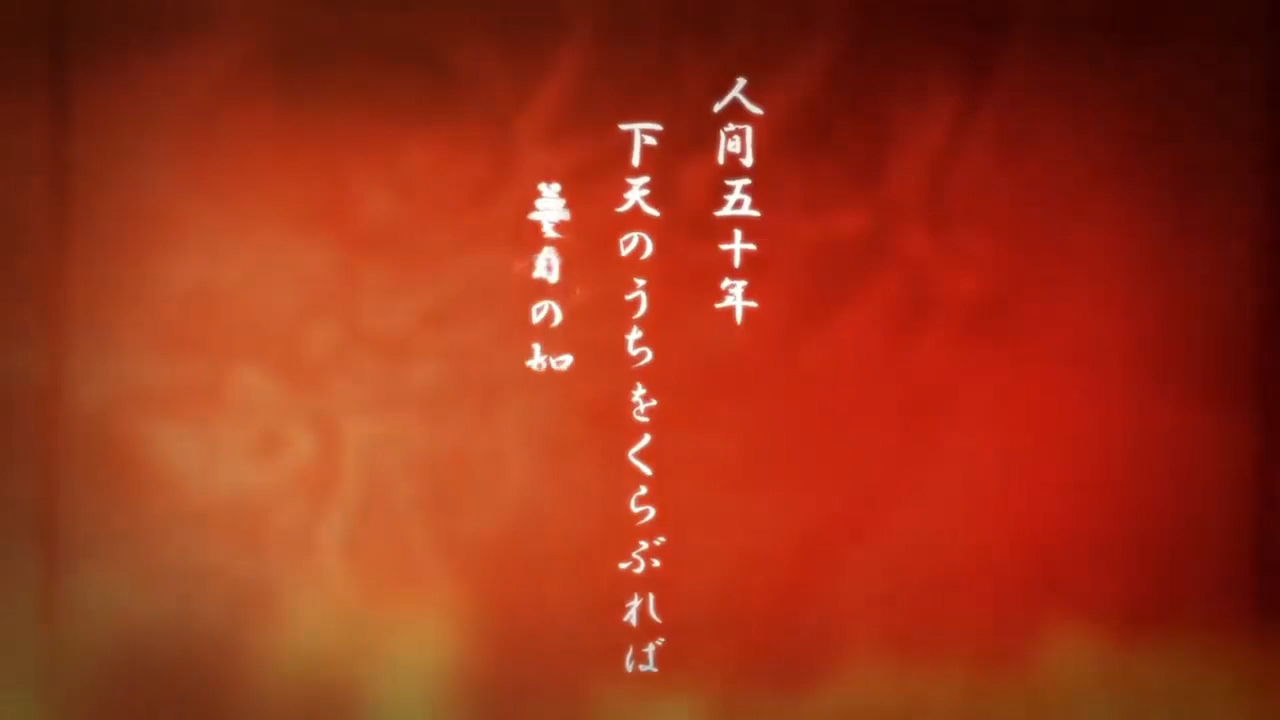 人間五十年
下天のうちをくらぶれば
夢幻の如